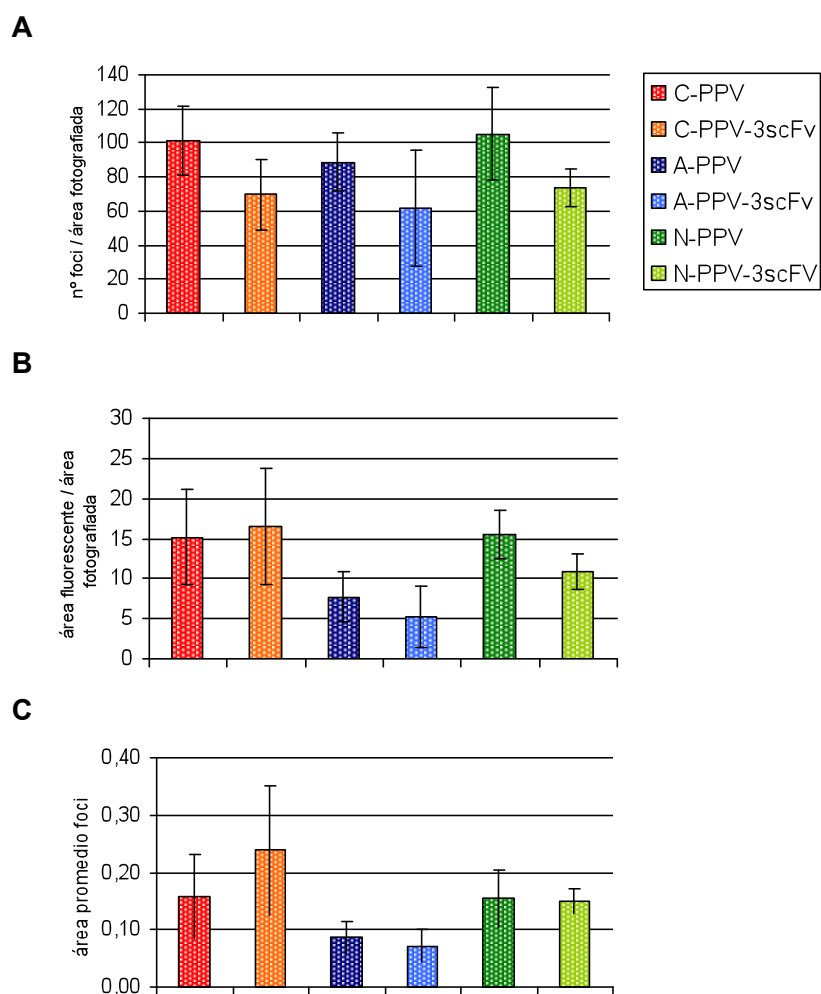 A
nº foci / área fotografiada
140
120
100
80
60
40
20
0
C-PPV
C-PPV-3scFv
A-PPV
A-PPV-3scFv
N-PPV
N-PPV-3scFV
B
área fluorescente / área
fotografiada
30
25
20
15
10
5
0
C
área promedio foci
0,40
0,30
0,20
0,10
0,00